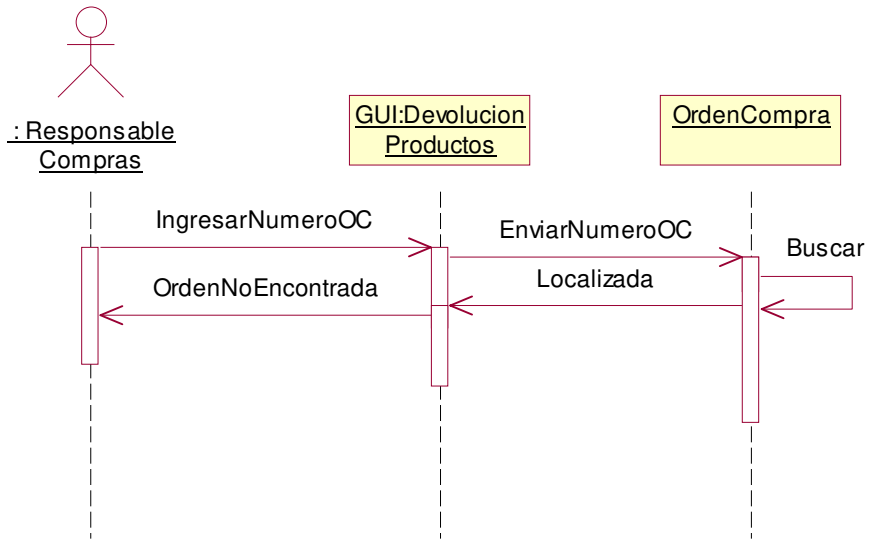 : Responsable
Compras
GUI:Devolucion
Productos
OrdenCompra
IngresarNumeroOC
EnviarNumeroOC
Buscar
Localizada
OrdenNoEncontrada